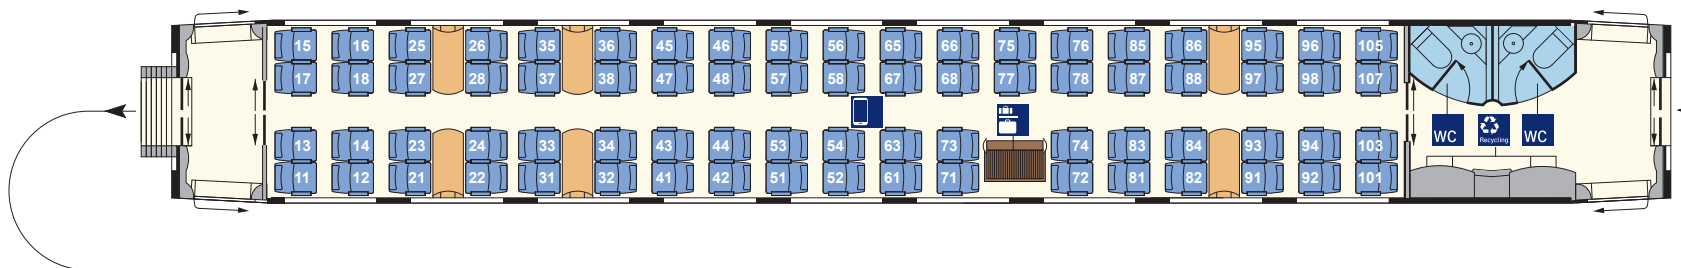 15 16 25 26 35 36 45 46 55 56 65 66 75 76 85 86 95 96 105
17 18 27 28 37 38 47 48 57 58 67 68 77 78 87 88 97 98 107
WC Recycling WC
13 14 23 24 33 34 43 44 53 54 63 73 74 83 84 93 94 103
11 12 21 22 31 32 41 42 51 52 61 71 72 81 82 91 92 101